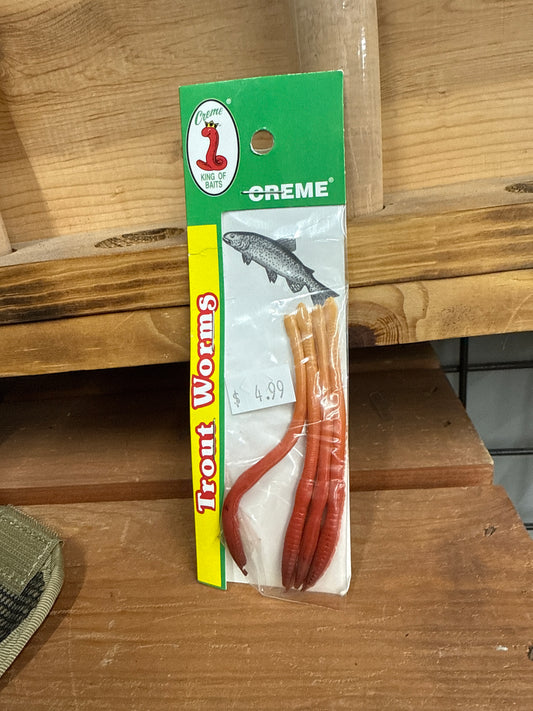 Creme®
KING OF
BAITS
CREME®
Trout Worms
$ 4.99